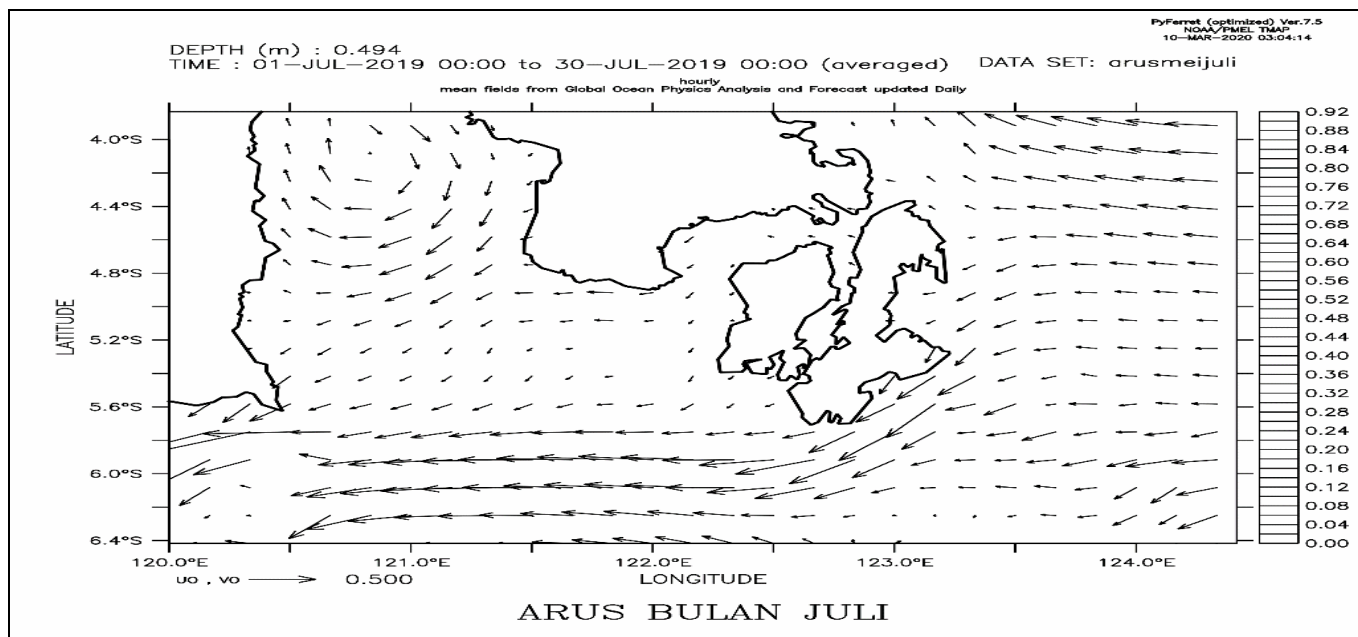 PyFerret (optimized) Ver.7.5
NOAA/PMEL TMAP
10-MAR-2020 03:04:14
DEPTH (m) : 0.494
TIME : 01-JUL-2019 00:00 to 30-JUL-2019 00:00 (averaged) DATA SET: arusmeijuli
hourly
mean fields from Global Ocean Physics Analysis and Forecast updated Daily
LATITUDE
4.0°S
4.4°S
4.8°S
5.2°S
5.6°S
6.0°S
6.4°S
0.92
0.88
0.84
0.80
0.76
0.72
0.68
0.64
0.60
0.56
0.52
0.48
0.44
0.40
0.36
0.32
0.28
0.24
0.20
0.16
0.12
0.08
0.04
0.00
120.0°E 121.0°E 122.0°E 123.0°E 124.0°E
uo , vo 0.500 LONGITUDE
ARUS BULAN JULI